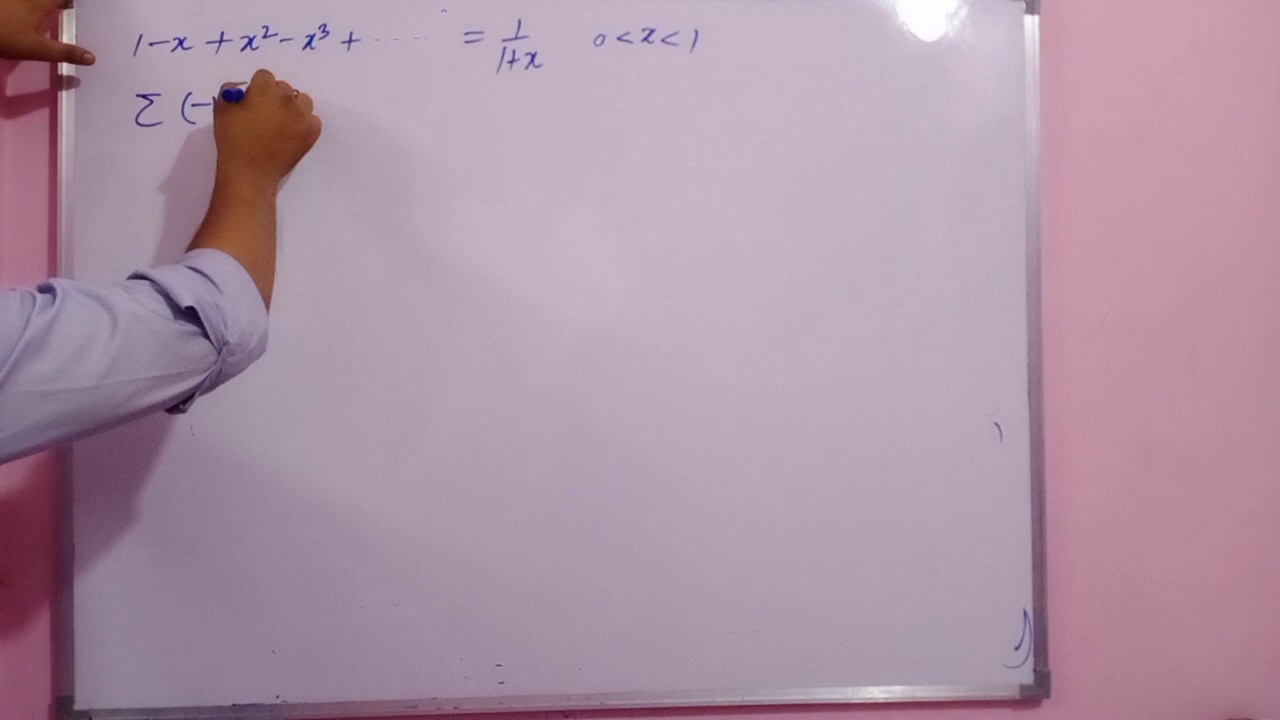 1 - x + x² - x³ + ...... = 1/(1+x) 0 < x < 1
Σ (-